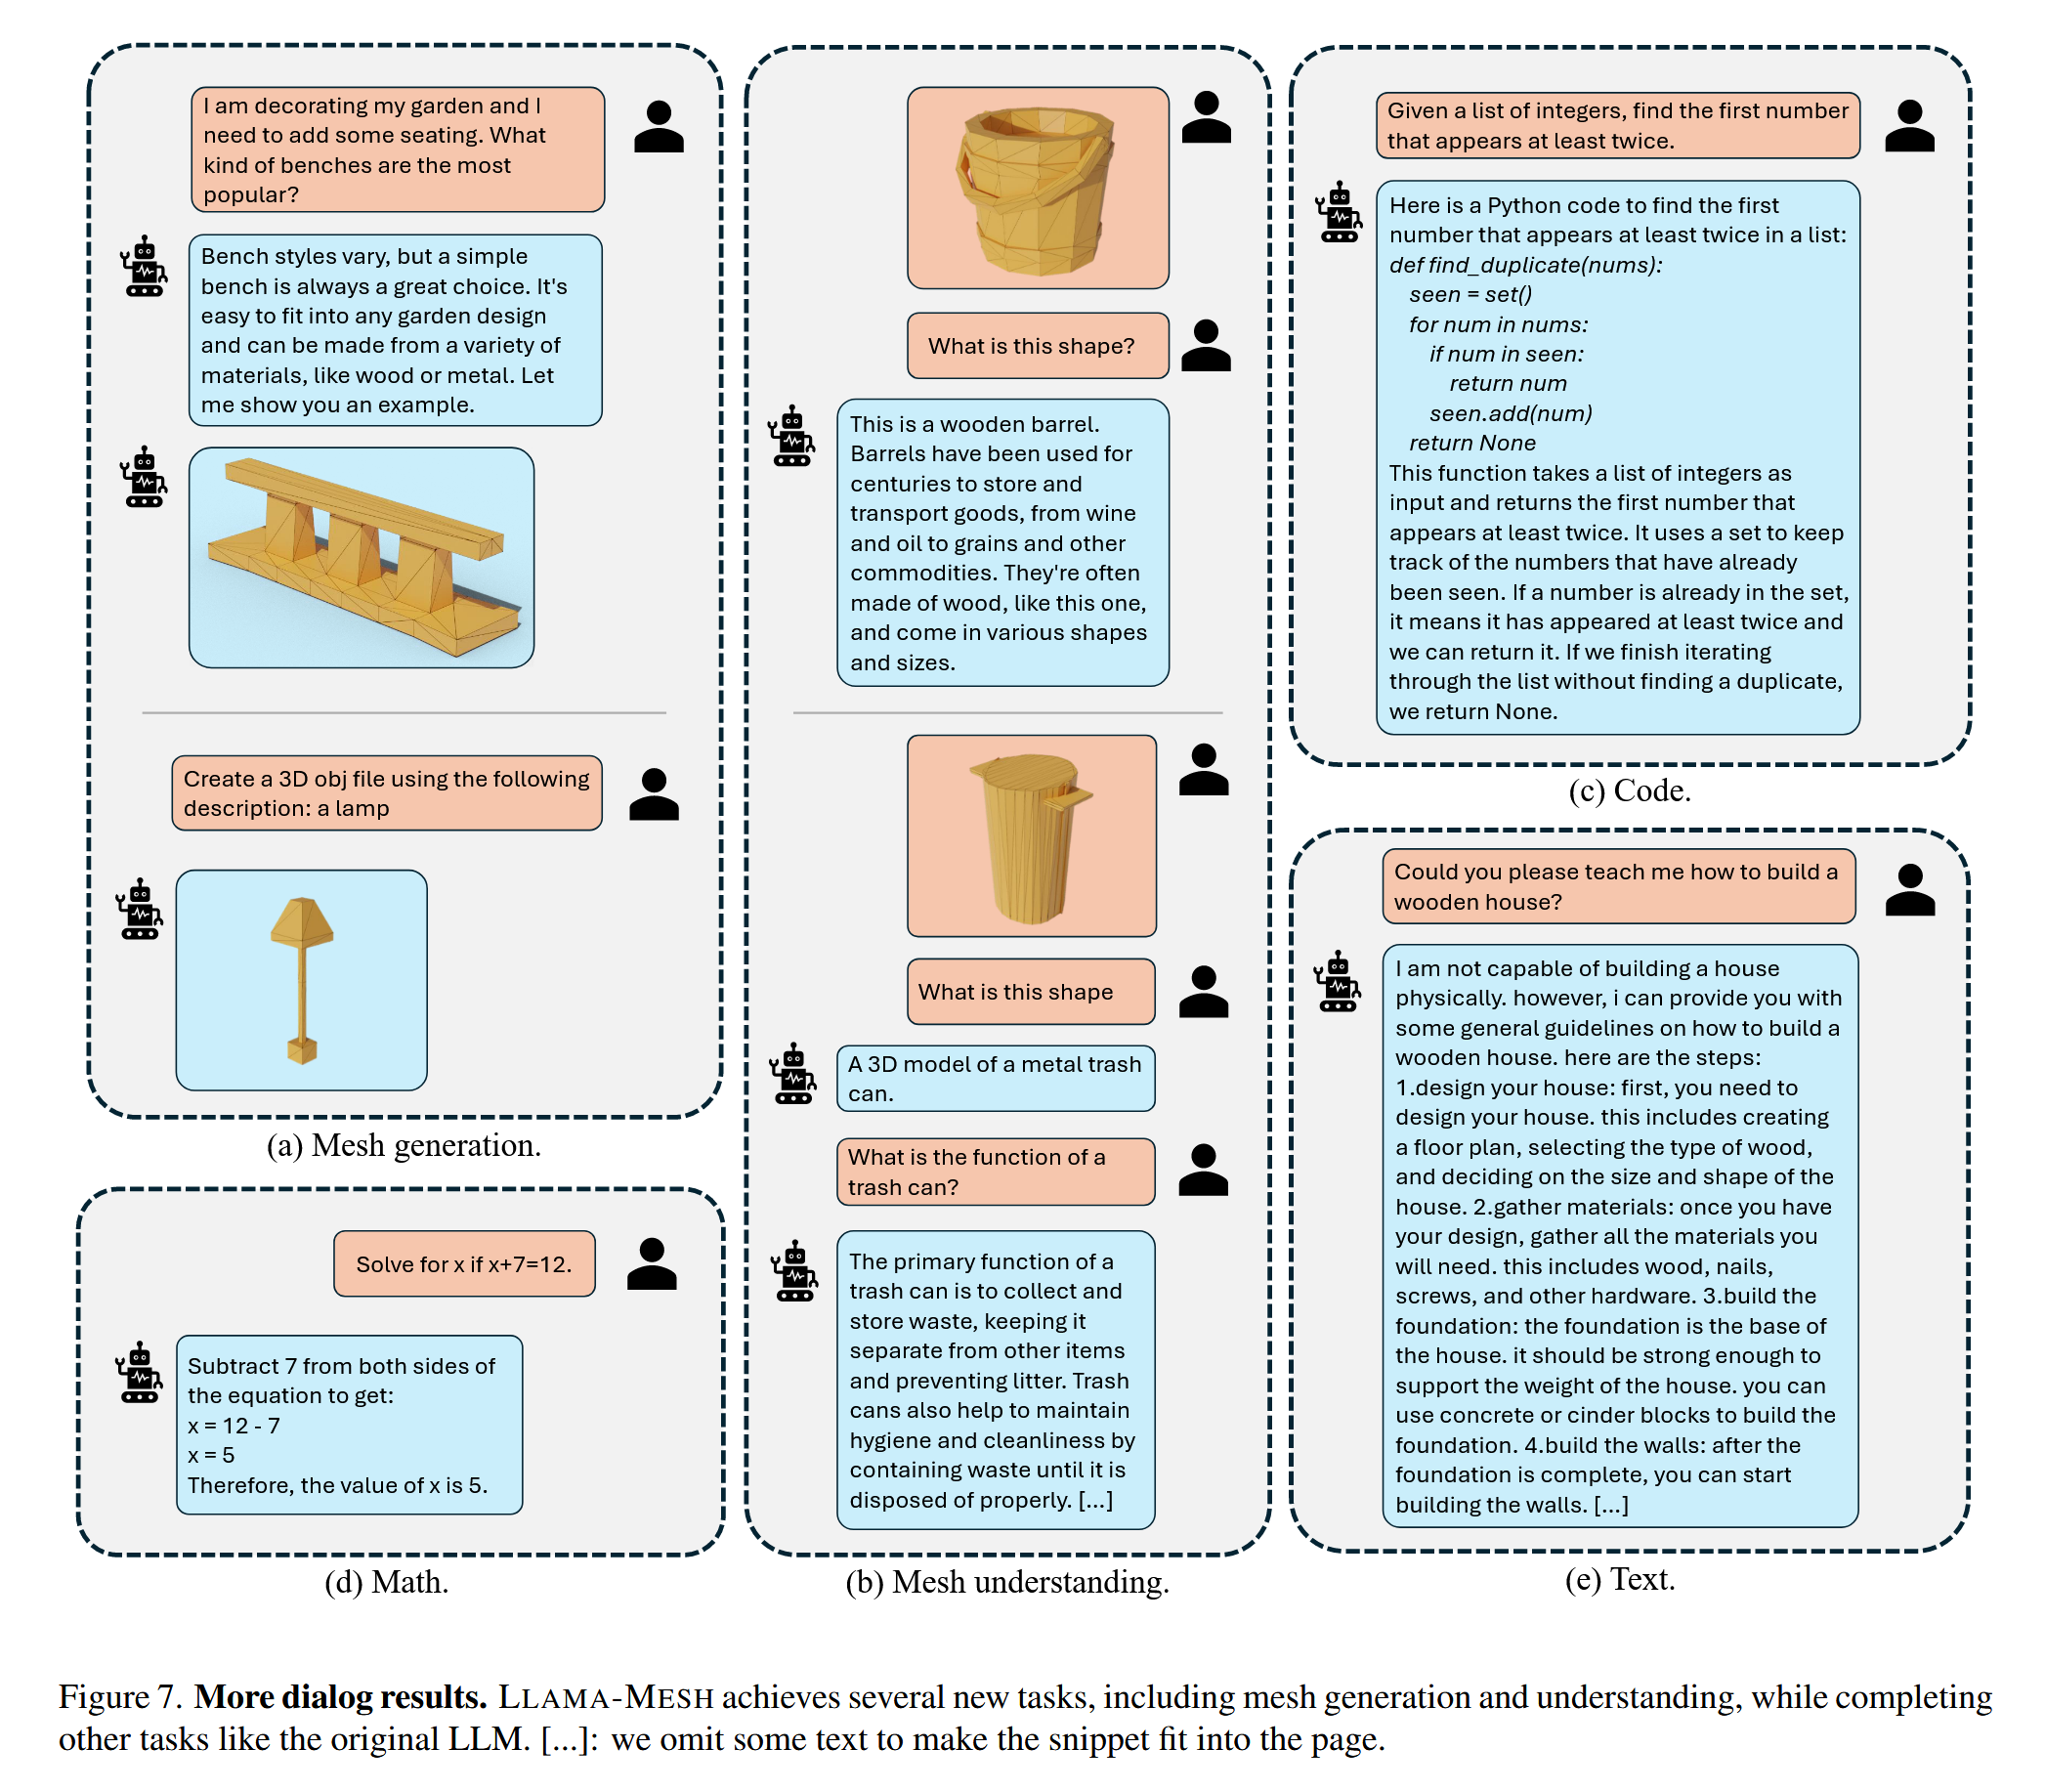 I am decorating my garden and I
need to add some seating. What
kind of benches are the most
popular?
Bench styles vary, but a simple
bench is always a great choice. It's
easy to fit into any garden design
and can be made from a variety of
materials, like wood or metal. Let
me show you an example.
Create a 3D obj file using the following
description: a lamp
(a) Mesh generation.
Solve for x if x+7=12.
Subtract 7 from both sides of
the equation to get:
x = 12 - 7
x = 5
Therefore, the value of x is 5.
(d) Math.
What is this shape?
This is a wooden barrel.
Barrels have been used for
centuries to store and
transport goods, from wine
and oil to grains and other
commodities. They're often
made of wood, like this one,
and come in various shapes
and sizes.
What is this shape
A 3D model of a metal trash
can.
What is the function of a
trash can?
The primary function of a
trash can is to collect and
store waste, keeping it
separate from other items
and preventing litter. Trash
cans also help to maintain
hygiene and cleanliness by
containing waste until it is
disposed of properly. [...]
(b) Mesh understanding.
Given a list of integers, find the first number
that appears at least twice.
Here is a Python code to find the first
number that appears at least twice in a list:
def find_duplicate(nums):
seen = set()
for num in nums:
if num in seen:
return num
seen.add(num)
return None
This function takes a list of integers as
input and returns the first number that
appears at least twice. It uses a set to keep
track of the numbers that have already
been seen. If a number is already in the set,
it means it has appeared at least twice and
we can return it. If we finish iterating
through the list without finding a duplicate,
we return None.
(c) Code.
Could you please teach me how to build a
wooden house?
I am not capable of building a house
physically. however, i can provide you with
some general guidelines on how to build a
wooden house. here are the steps:
1.design your house: first, you need to
design your house. this includes creating
a floor plan, selecting the type of wood,
and deciding on the size and shape of the
house. 2.gather materials: once you have
your design, gather all the materials you
will need. this includes wood, nails,
screws, and other hardware. 3.build the
foundation: the foundation is the base of
the house. it should be strong enough to
support the weight of the house. you can
use concrete or cinder blocks to build the
foundation. 4.build the walls: after the
foundation is complete, you can start
building the walls. [...]
(e) Text.
Figure 7. More dialog results. LLAMA-MESH achieves several new tasks, including mesh generation and understanding, while completing
other tasks like the original LLM. [...]: we omit some text to make the snippet fit into the page.